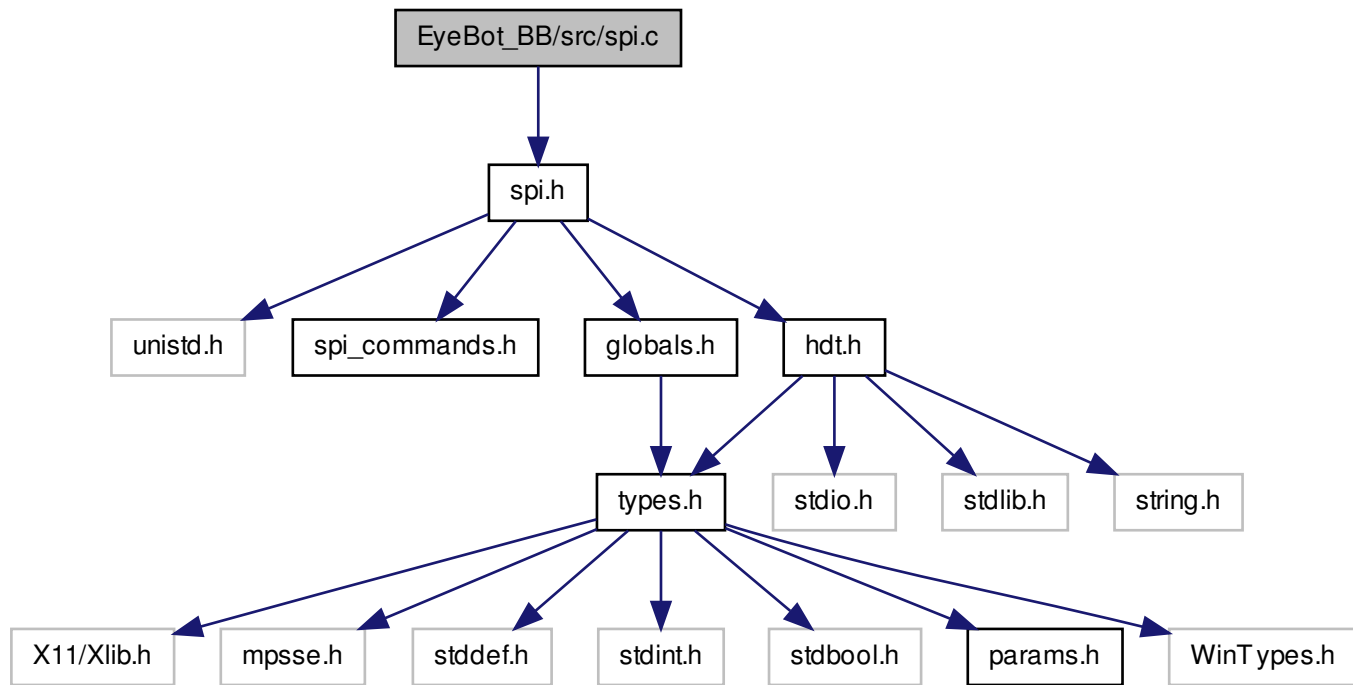 EyeBot_BB/src/spi.c
spi.h
unistd.h
spi_commands.h
globals.h
hdt.h
types.h
stdio.h
stdlib.h
string.h
X11/Xlib.h
mpsse.h
stddef.h
stdint.h
stdbool.h
params.h
WinTypes.h